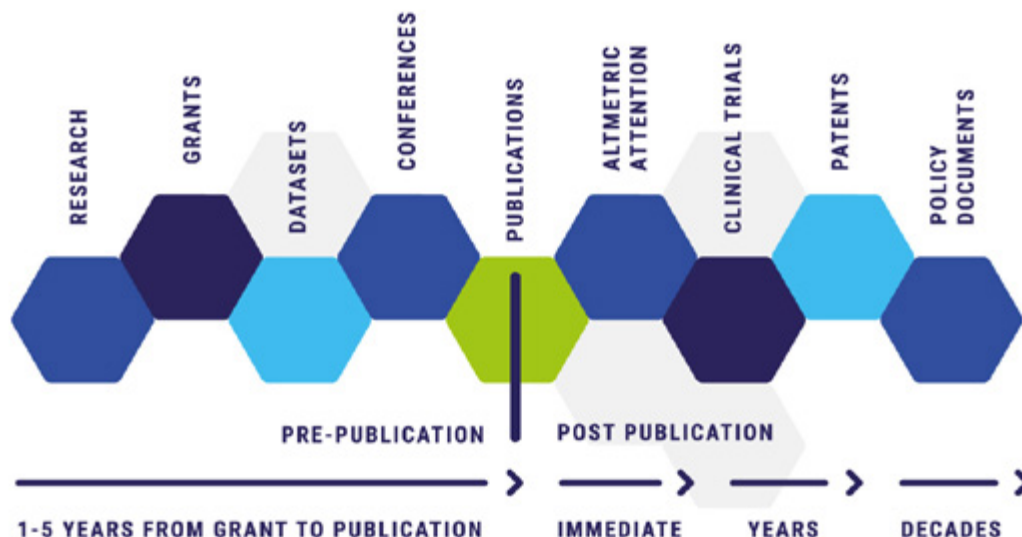 RESEARCH
GRANTS
DATASETS
CONFERENCES
PUBLICATIONS
ALTMETRIC
ATTENTION
CLINICAL TRIALS
PATENTS
POLICY
DOCUMENTS
PRE-PUBLICATION
POST PUBLICATION
1-5 YEARS FROM GRANT TO PUBLICATION
IMMEDIATE
YEARS
DECADES